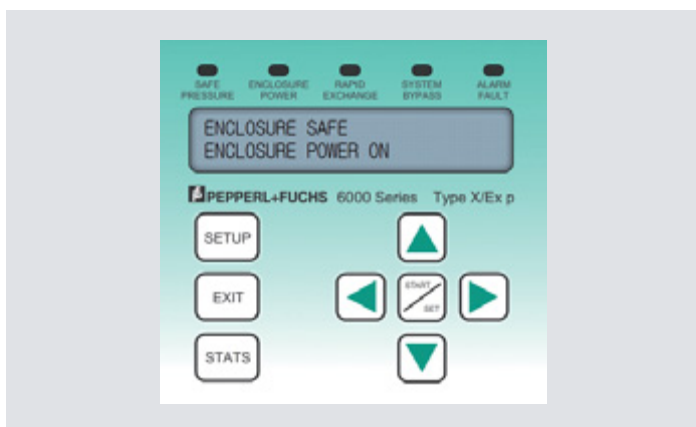 SAFE PRESSURE
ENCLOSURE POWER
RAPID EXCHANGE
SYSTEM BYPASS
ALARM FAULT
ENCLOSURE SAFE
ENCLOSURE POWER ON
PEPPERL+FUCHS 6000 Series Type X/Ex p
SETUP
EXIT
START
SET
STATS